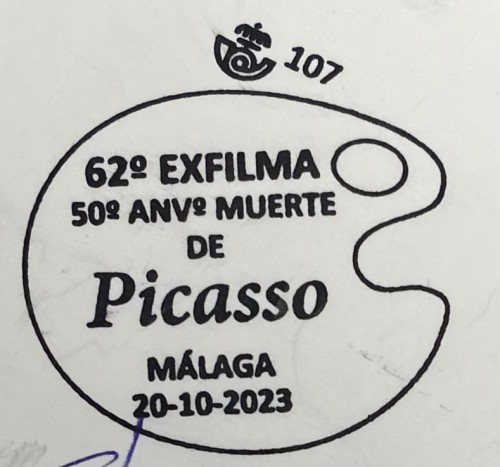 107
62º EXFILMA
50º ANVº MUERTE
DE
Picasso
MÁLAGA
20-10-2023